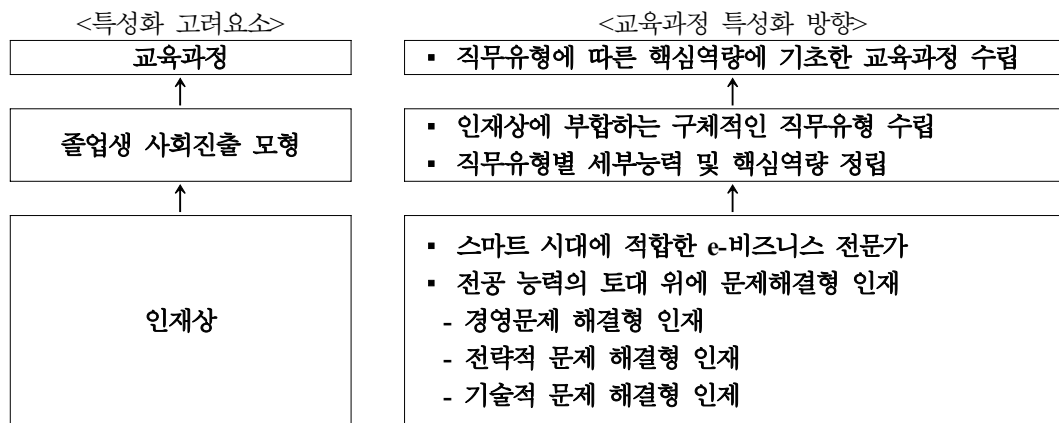 <특성화 고려요소>
<교육과정 특성화 방향>
교육과정
▪ 직무유형에 따른 핵심역량에 기초한 교육과정 수립
졸업생 사회진출 모형
▪ 인재상에 부합하는 구체적인 직무유형 수립
▪ 직무유형별 세부능력 및 핵심역량 정립
인재상
▪ 스마트 시대에 적합한 e-비즈니스 전문가
▪ 전공 능력의 토대 위에 문제해결형 인재
- 경영문제 해결형 인재
- 전략적 문제 해결형 인재
- 기술적 문제 해결형 인제